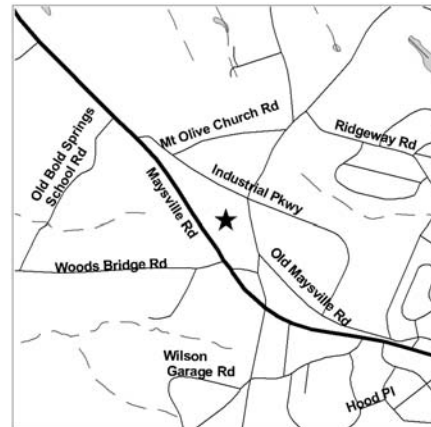 Mt Olive Church Rd
Ridgeway Rd
Old Bold Springs
School Rd
Industrial Pkwy
Maysville Rd
Woods Bridge Rd
Old Maysville Rd
Wilson
Garage Rd
Hood Pl